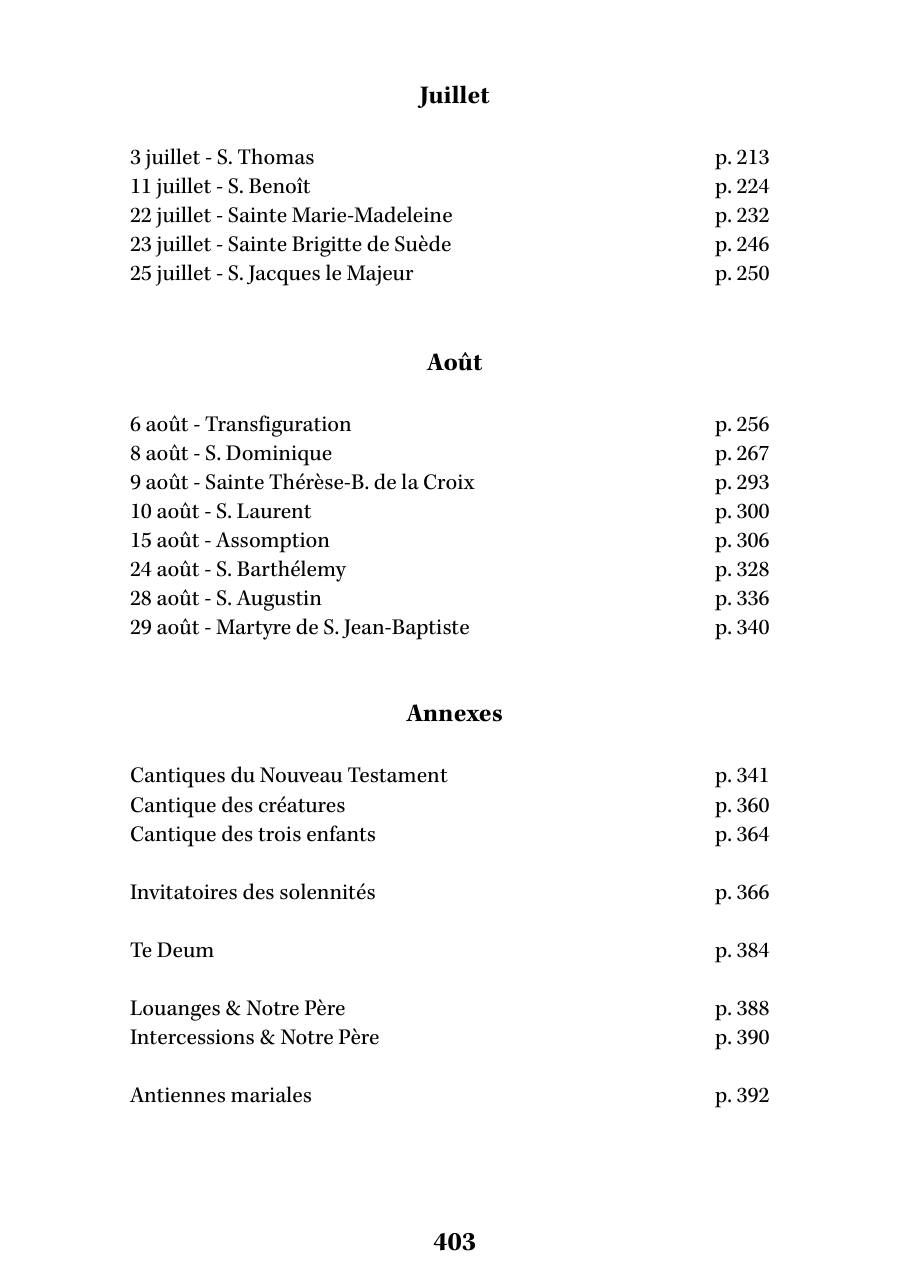 Juillet
3 juillet - S. Thomas p. 213
11 juillet - S. Benoît p. 224
22 juillet - Sainte Marie-Madeleine p. 232
23 juillet - Sainte Brigitte de Suède p. 246
25 juillet - S. Jacques le Majeur p. 250
Août
6 août - Transfiguration p. 256
8 août - S. Dominique p. 267
9 août - Sainte Thérèse-B. de la Croix p. 293
10 août - S. Laurent p. 300
15 août - Assomption p. 306
24 août - S. Barthélemy p. 328
28 août - S. Augustin p. 336
29 août - Martyre de S. Jean-Baptiste p. 340
Annexes
Cantiques du Nouveau Testament p. 341
Cantique des créatures p. 360
Cantique des trois enfants p. 364
Invitatoires des solennités p. 366
Te Deum p. 384
Louanges & Notre Père p. 388
Intercessions & Notre Père p. 390
Antiennes mariales p. 392
403